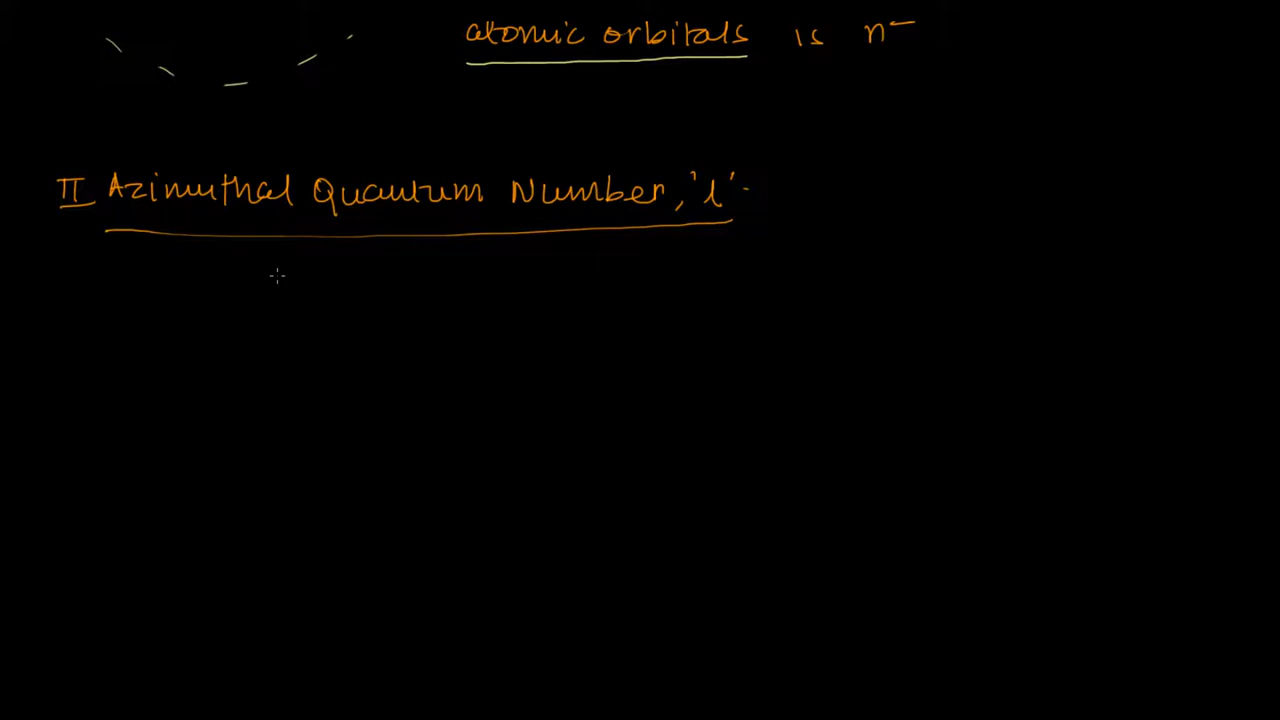 atomic orbitals is n²
II Azimuthal Quantum Number, 'l' -